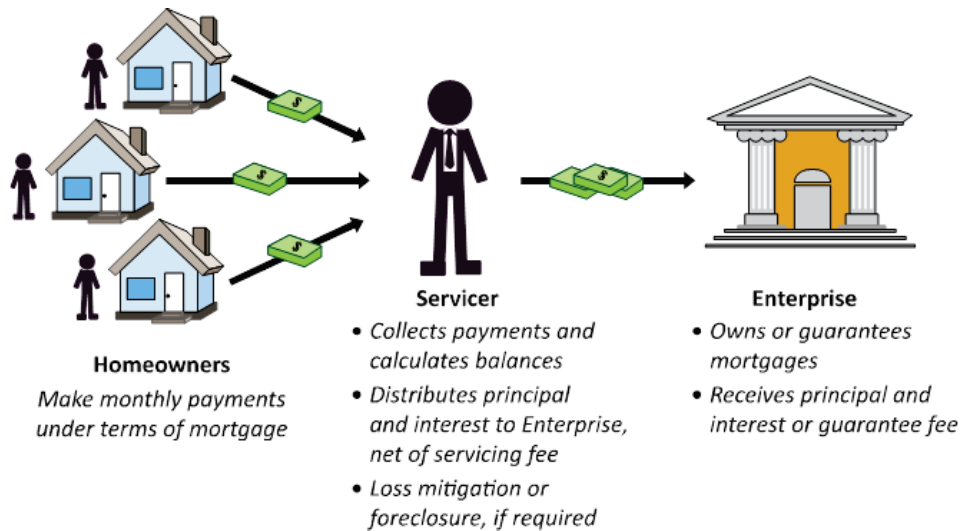 $
$
$
$
Homeowners
Make monthly payments
under terms of mortgage
Servicer
• Collects payments and
calculates balances
• Distributes principal
and interest to Enterprise,
net of servicing fee
• Loss mitigation or
foreclosure, if required
Enterprise
• Owns or guarantees
mortgages
• Receives principal and
interest or guarantee fee